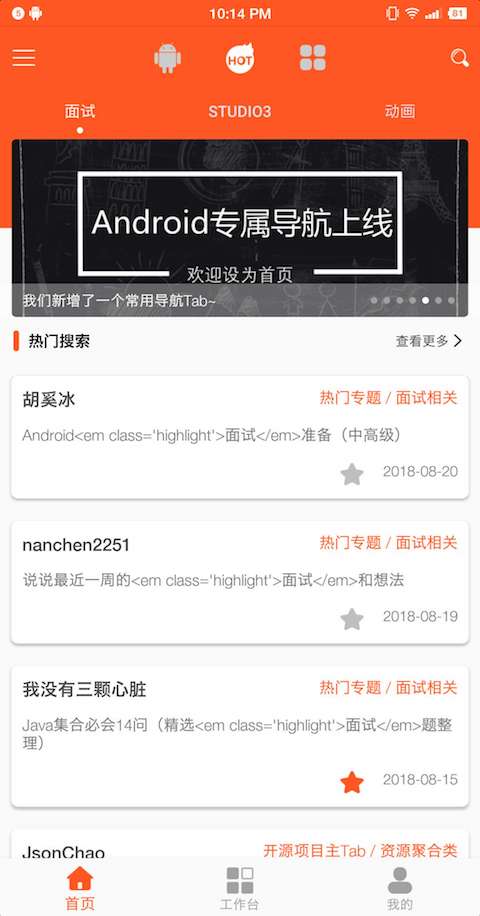 5
10:14 PM
81
HOT
面试
STUDIO3
动画
Android专属导航上线
欢迎设为首页
我们新增了一个常用导航Tab~
热门搜索
查看更多
胡奚冰
热门专题 / 面试相关
Android<em class='highlight'>面试</em>准备（中高级）
2018-08-20
nanchen2251
热门专题 / 面试相关
说说最近一周的<em class='highlight'>面试</em>和想法
2018-08-19
我没有三颗心脏
热门专题 / 面试相关
Java集合必会14问（精选<em class='highlight'>面试</em>题整
理）
2018-08-15
JsonChao
开源项目主Tab / 资源聚合类
首页
工作台
我的